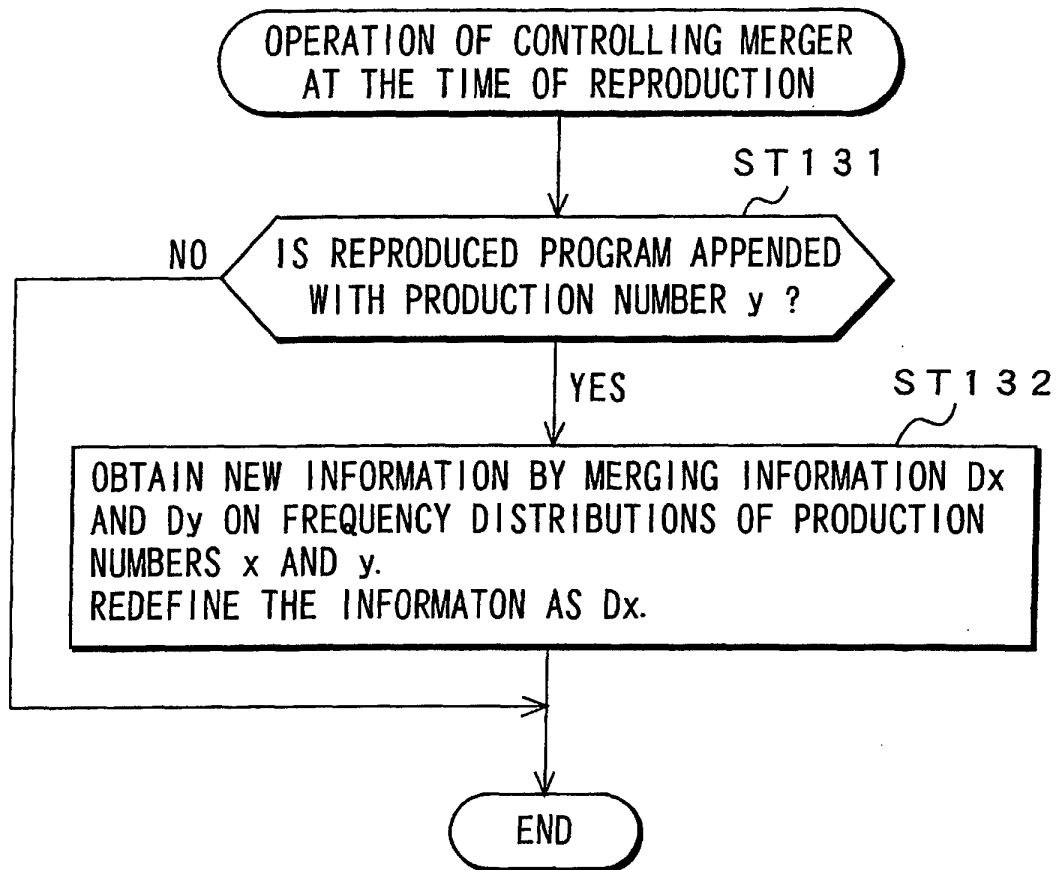 OPERATION OF CONTROLLING MERGER
AT THE TIME OF REPRODUCTION
ST131
NO
IS REPRODUCED PROGRAM APPENDED
WITH PRODUCTION NUMBER y ?
YES
ST132
OBTAIN NEW INFORMATION BY MERGING INFORMATION Dx
AND Dy ON FREQUENCY DISTRIBUTIONS OF PRODUCTION
NUMBERS x AND y.
REDEFINE THE INFORMATON AS Dx.
END